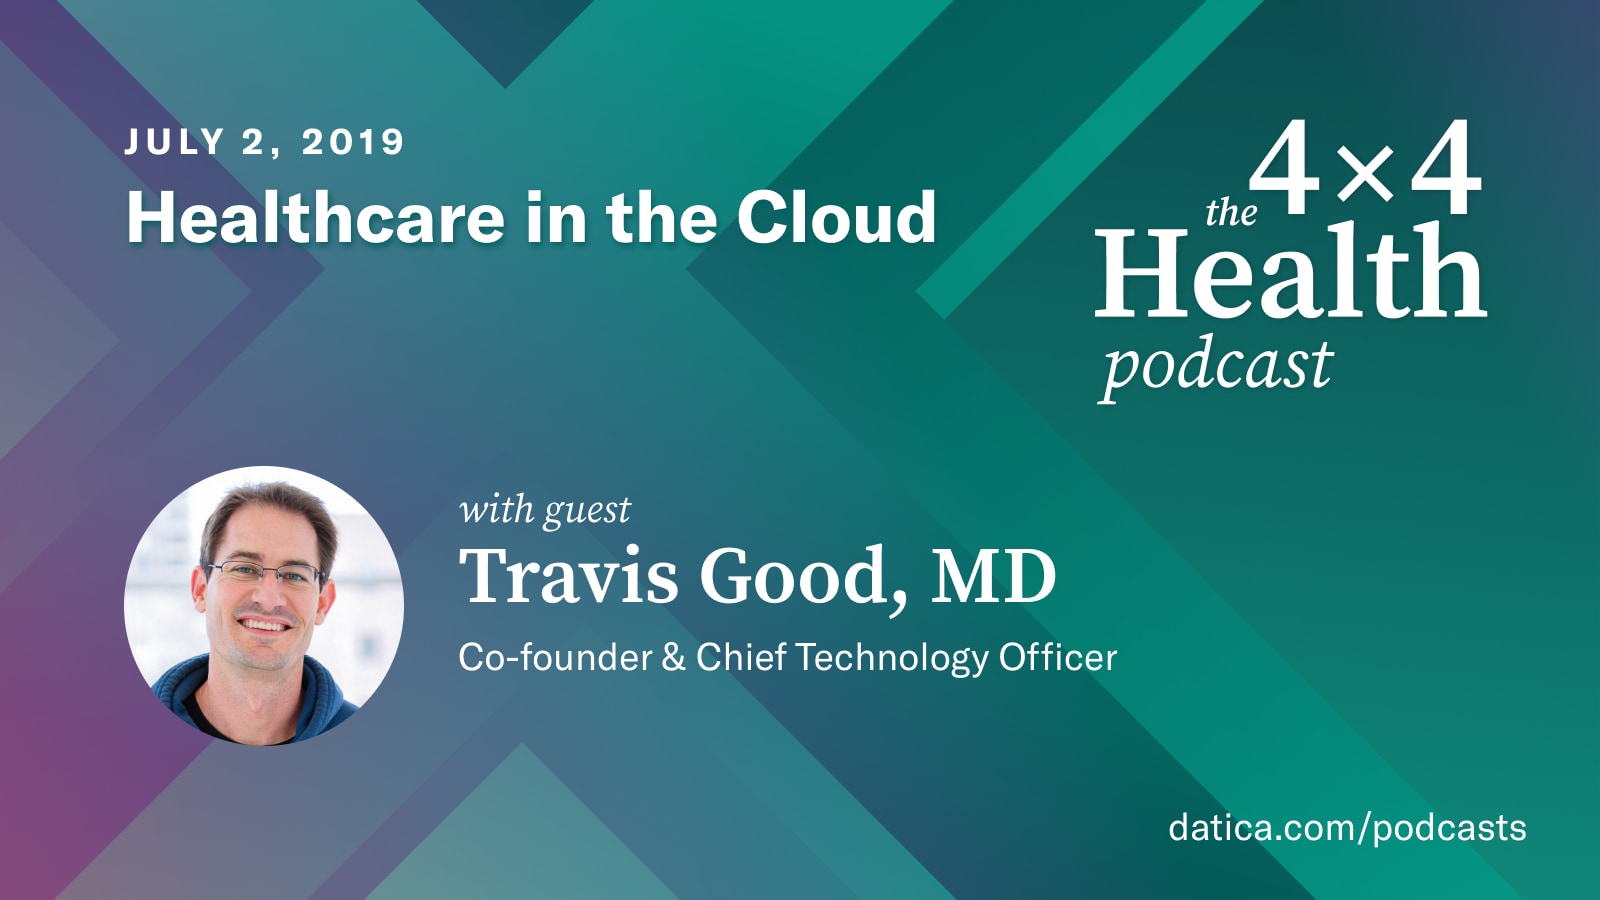 JULY 2, 2019
Healthcare in the Cloud
the 4×4
Health
podcast
with guest
Travis Good, MD
Co-founder & Chief Technology Officer
datica.com/podcasts